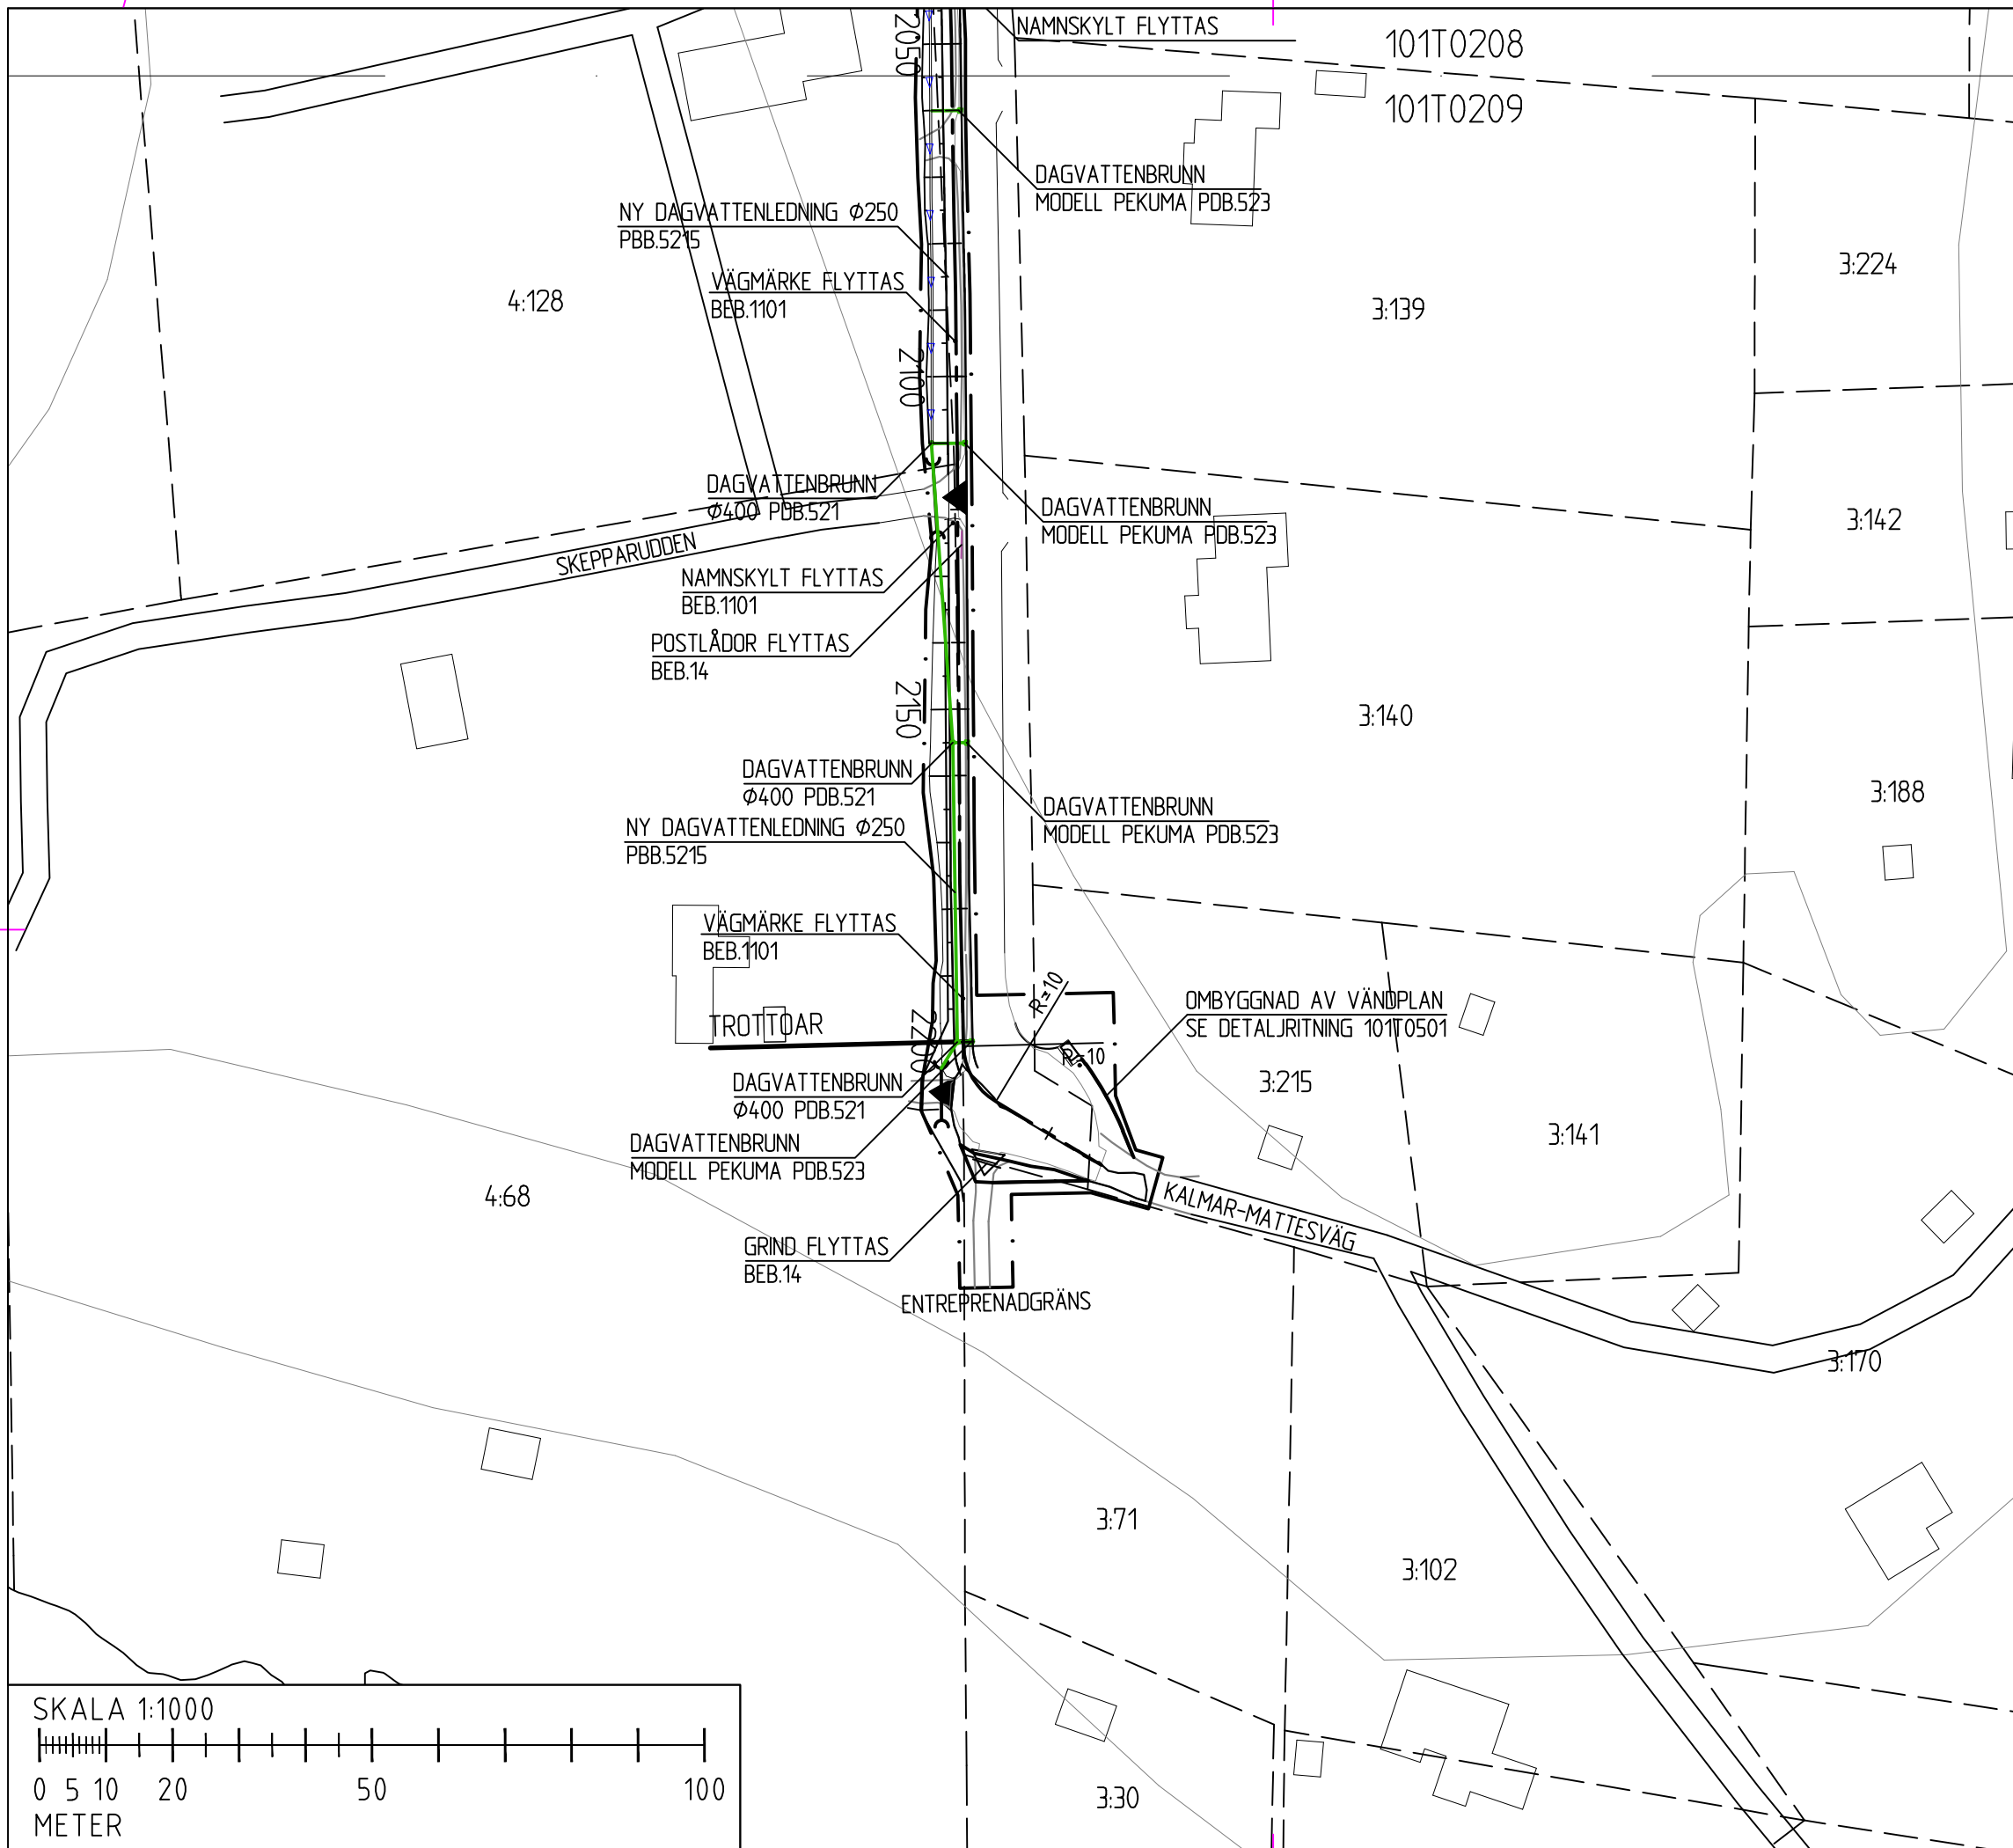 2050
NAMNSKYLT FLYTTAS
101T0208
101T0209
DAGVATTENBRUNN
MODELL PEKUMA PDB.523
NY DAGVATTENLEDNING Ø250
PBB.5215
VÄGMÄRKE FLYTTAS
BEB.1101
4:128
3:139
3:224
2100
DAGVATTENBRUNN
Ø400 PDB.521
DAGVATTENBRUNN
MODELL PEKUMA PDB.523
3:142
SKEPPARUDDEN
NAMNSKYLT FLYTTAS
BEB.1101
POSTLÅDOR FLYTTAS
BEB.14
2150
3:140
DAGVATTENBRUNN
Ø400 PDB.521
DAGVATTENBRUNN
MODELL PEKUMA PDB.523
3:188
NY DAGVATTENLEDNING Ø250
PBB.5215
VÄGMÄRKE FLYTTAS
BEB.1101
R=10
OMBYGGNAD AV VÄNDPLAN
SE DETALJRITNING 101T0501
TROTTOAR
2200
R=10
3:215
DAGVATTENBRUNN
Ø400 PDB.521
3:141
DAGVATTENBRUNN
MODELL PEKUMA PDB.523
4:68
KALMAR-MATTESVÄG
GRIND FLYTTAS
BEB.14
ENTREPRENADGRÄNS
3:170
3:71
3:102
3:30
SKALA 1:1000
0 5 10 20 50 100
METER